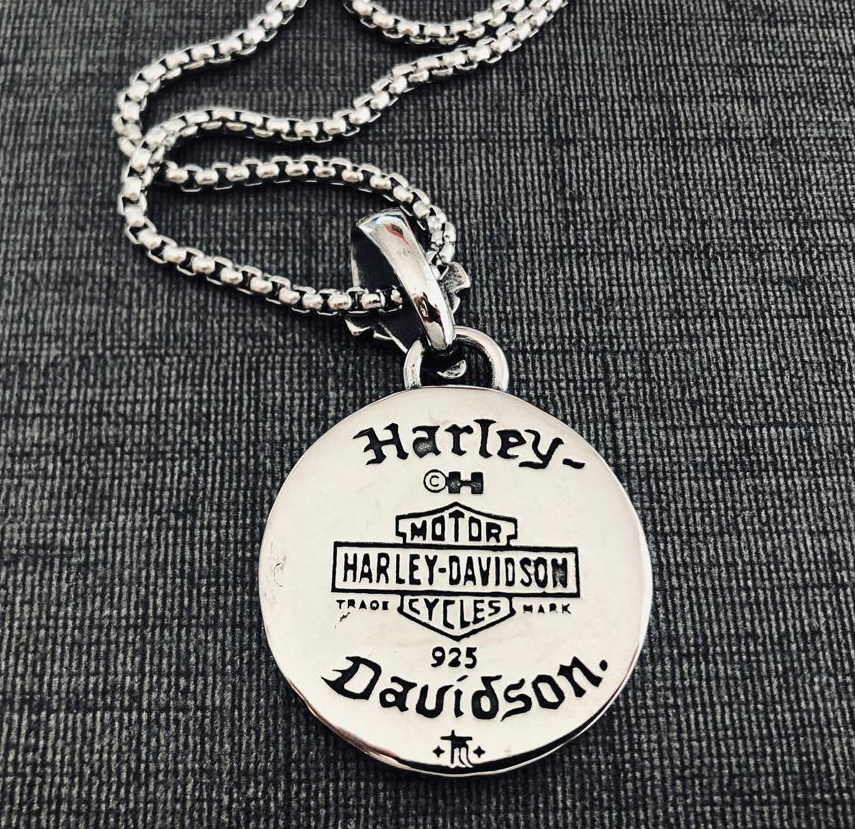 Harley-
©H
MOTOR
HARLEY-DAVIDSON
TRADE CYCLES MARK
925
Davidson.